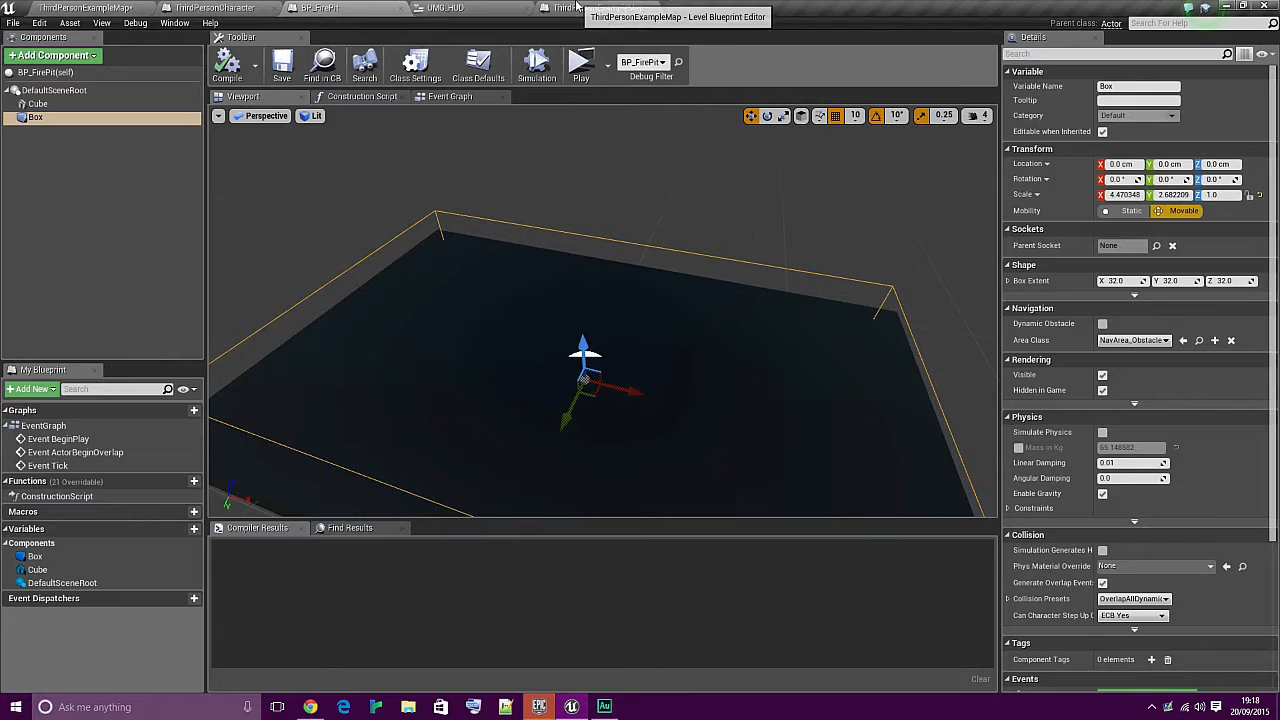 ThirdPersonExampleMap*
ThirdPersonCharacter
BP_FirePit
UMG_HUD
ThirdPersonExampleMap - Level Blueprint Editor
Parent class: Actor
Search For Help
File Edit Asset View Debug Window Help
Components
Toolbar
Details
+ Add Component
Compile
Save
Find in CB
Search
Class Settings
Class Defaults
Simulation
Play
BP_FirePit
Debug Filter
Search
BP_FirePit(self)
DefaultSceneRoot
Cube
Box
Viewport
Construction Script
Event Graph
Perspective
Lit
10
10°
0.25
4
Variable
Variable Name Box
Tooltip
Category Default
Editable when Inherited
Transform
Location X 0.0 cm Y 0.0 cm Z 0.0 cm
Rotation X 0.0 ° Y 0.0 ° Z 0.0 °
Scale X 4.470348 Y 2.682209 Z 1.0
Mobility Static Movable
Sockets
Parent Socket None
Shape
Box Extent X 32.0 Y 32.0 Z 32.0
Navigation
Dynamic Obstacle
Area Class NavArea_Obstacle
Rendering
Visible
Hidden in Game
Physics
Simulate Physics
Mass in Kg 65.148582
Linear Damping 0.01
Angular Damping 0.0
Enable Gravity
Constraints
Collision
Simulation Generates H
Phys Material Override None
Generate Overlap Event
Collision Presets OverlapAllDynamic
Can Character Step Up ECB Yes
Tags
Component Tags 0 elements
Events
My Blueprint
+ Add New
Search
Graphs
EventGraph
Event BeginPlay
Event ActorBeginOverlap
Event Tick
Functions (21 Overridable)
ConstructionScript
Macros
Variables
Components
Box
Cube
DefaultSceneRoot
Event Dispatchers
Compiler Results
Find Results
Clear
Ask me anything
EPIC
Au
19:18
20/09/2015